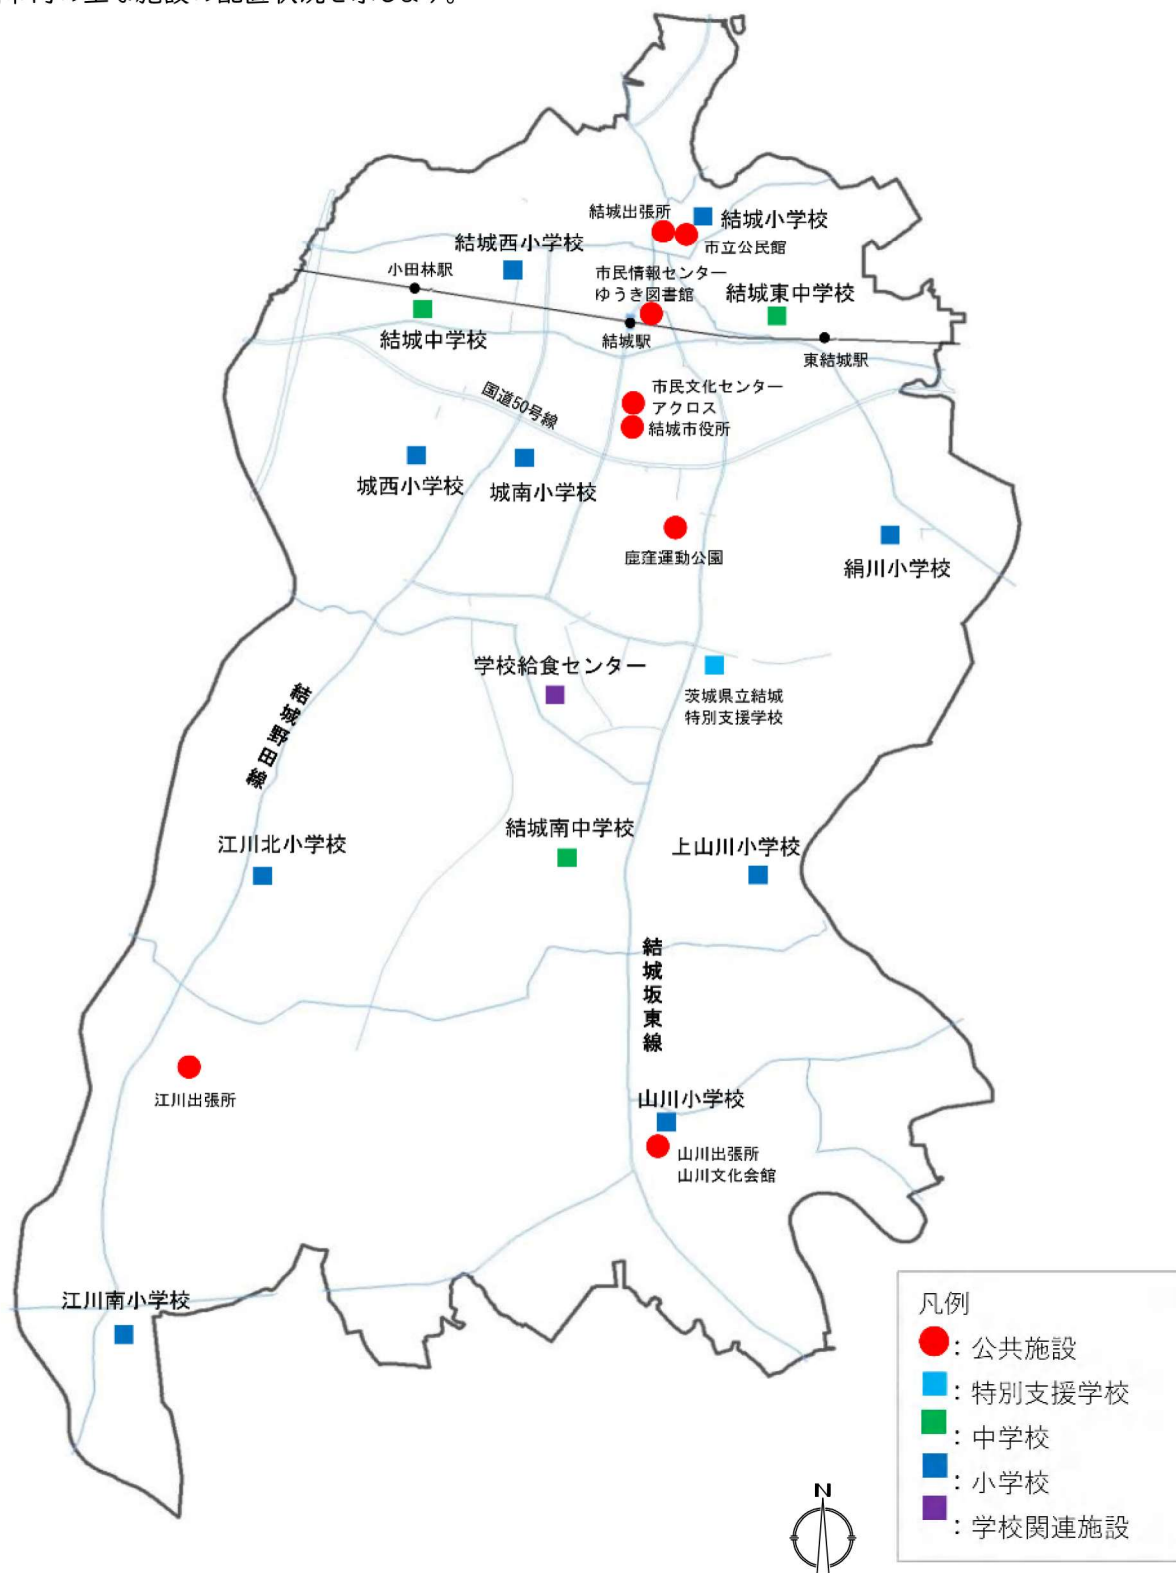 結城小学校
結城出張所
市立公民館
結城西小学校
小田林駅
市民情報センター
ゆうき図書館
結城東中学校
結城中学校
結城駅
東結城駅
国道50号線
市民文化センター
アクロス
結城市役所
城西小学校
城南小学校
鹿窪運動公園
絹川小学校
学校給食センター
茨城県立結城
特別支援学校
結城野田線
結城南中学校
江川北小学校
上山川小学校
結城坂東線
江川出張所
山川小学校
山川出張所
山川文化会館
江川南小学校
凡例
：公共施設
：特別支援学校
：中学校
：小学校
：学校関連施設
N